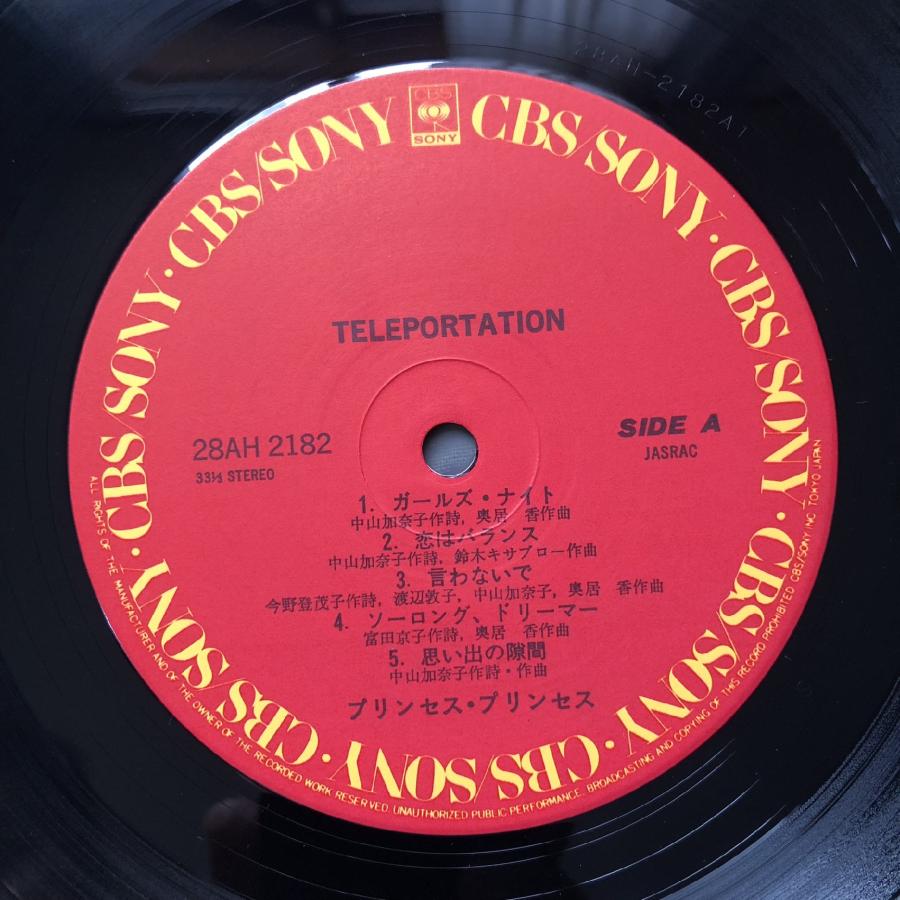 28AH-2182A1
CBS
SONY
CBS/SONY · CBS/SONY · CBS/SONY · CBS/SONY · CBS/SONY · CBS/SONY · CBS/SONY · CBS/SONY
TELEPORTATION
28AH 2182
33⅓ STEREO
SIDE A
JASRAC
1. ガールズ・ナイト
中山加奈子作詩, 奥居 香作曲
2. 恋はバランス
中山加奈子作詩, 鈴木キサブロー作曲
3. 言わないで
今野登茂子作詩, 渡辺敦子, 中山加奈子, 奥居 香作曲
4. ソーロング、ドリーマー
富田京子作詩, 奥居 香作曲
5. 思い出の隙間
中山加奈子作詩・作曲
プリンセス・プリンセス
ALL RIGHTS OF THE MANUFACTURER AND OF THE OWNER OF THE RECORDED WORK RESERVED. UNAUTHORIZED PUBLIC PERFORMANCE, BROADCASTING AND COPYING OF THIS RECORD PROHIBITED CBS/SONY INC. TOKYO JAPAN